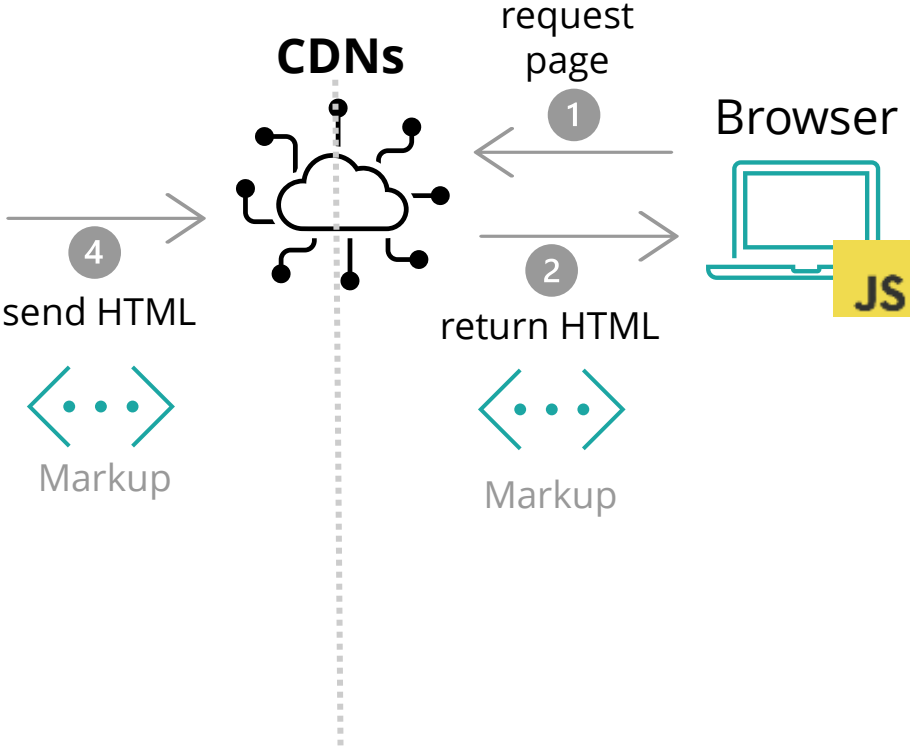 request
page
CDNs
1
Browser
4
2
JS
send HTML
return HTML
Markup
Markup